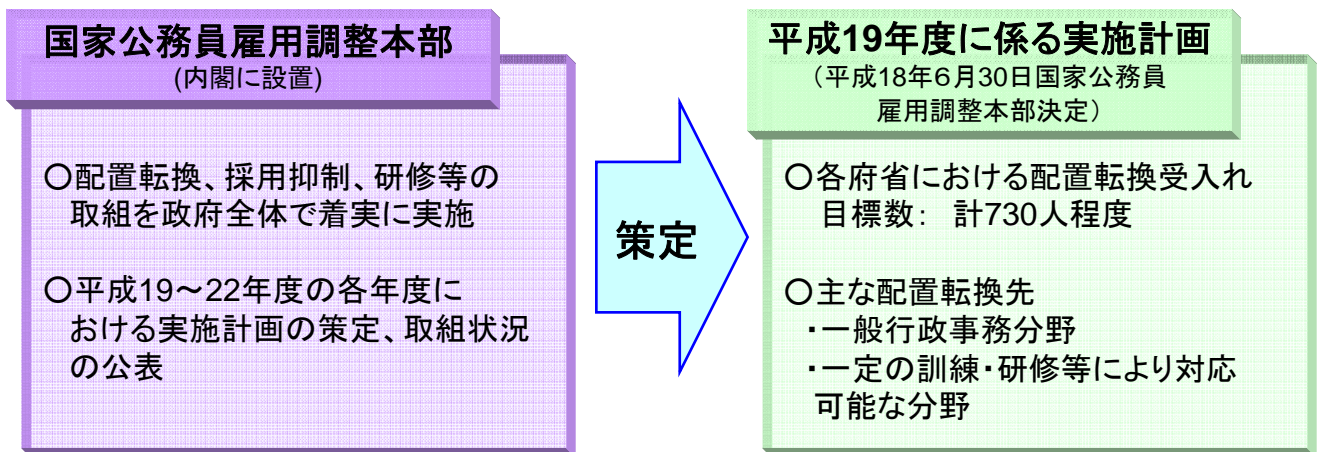 国家公務員雇用調整本部
(内閣に設置)
〇配置転換、採用抑制、研修等の
取組を政府全体で着実に実施
〇平成19~22年度の各年度に
おける実施計画の策定、取組状況
の公表
策定
平成19年度に係る実施計画
(平成18年6月30日国家公務員
雇用調整本部決定)
〇各府省における配置転換受入れ
目標数: 計730人程度
〇主な配置転換先
・一般行政事務分野
・一定の訓練・研修等により対応
可能な分野